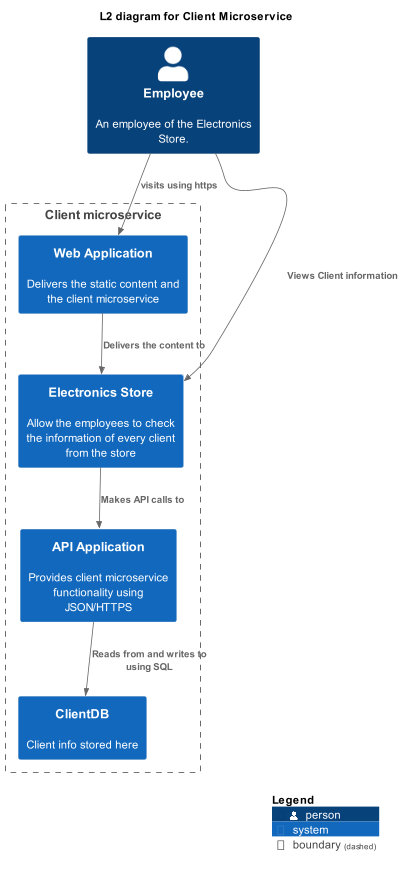 L2 diagram for Client Microservice
Employee
An employee of the Electronics
Store.
visits using https
Client microservice
Web Application
Delivers the static content and
the client microservice
Views Client information
Delivers the content to
Electronics Store
Allow the employees to check
the information of every client
from the store
Makes API calls to
API Application
Provides client microservice
functionality using
JSON/HTTPS
Reads from and writes to
using SQL
ClientDB
Client info stored here
Legend
person
system
boundary (dashed)